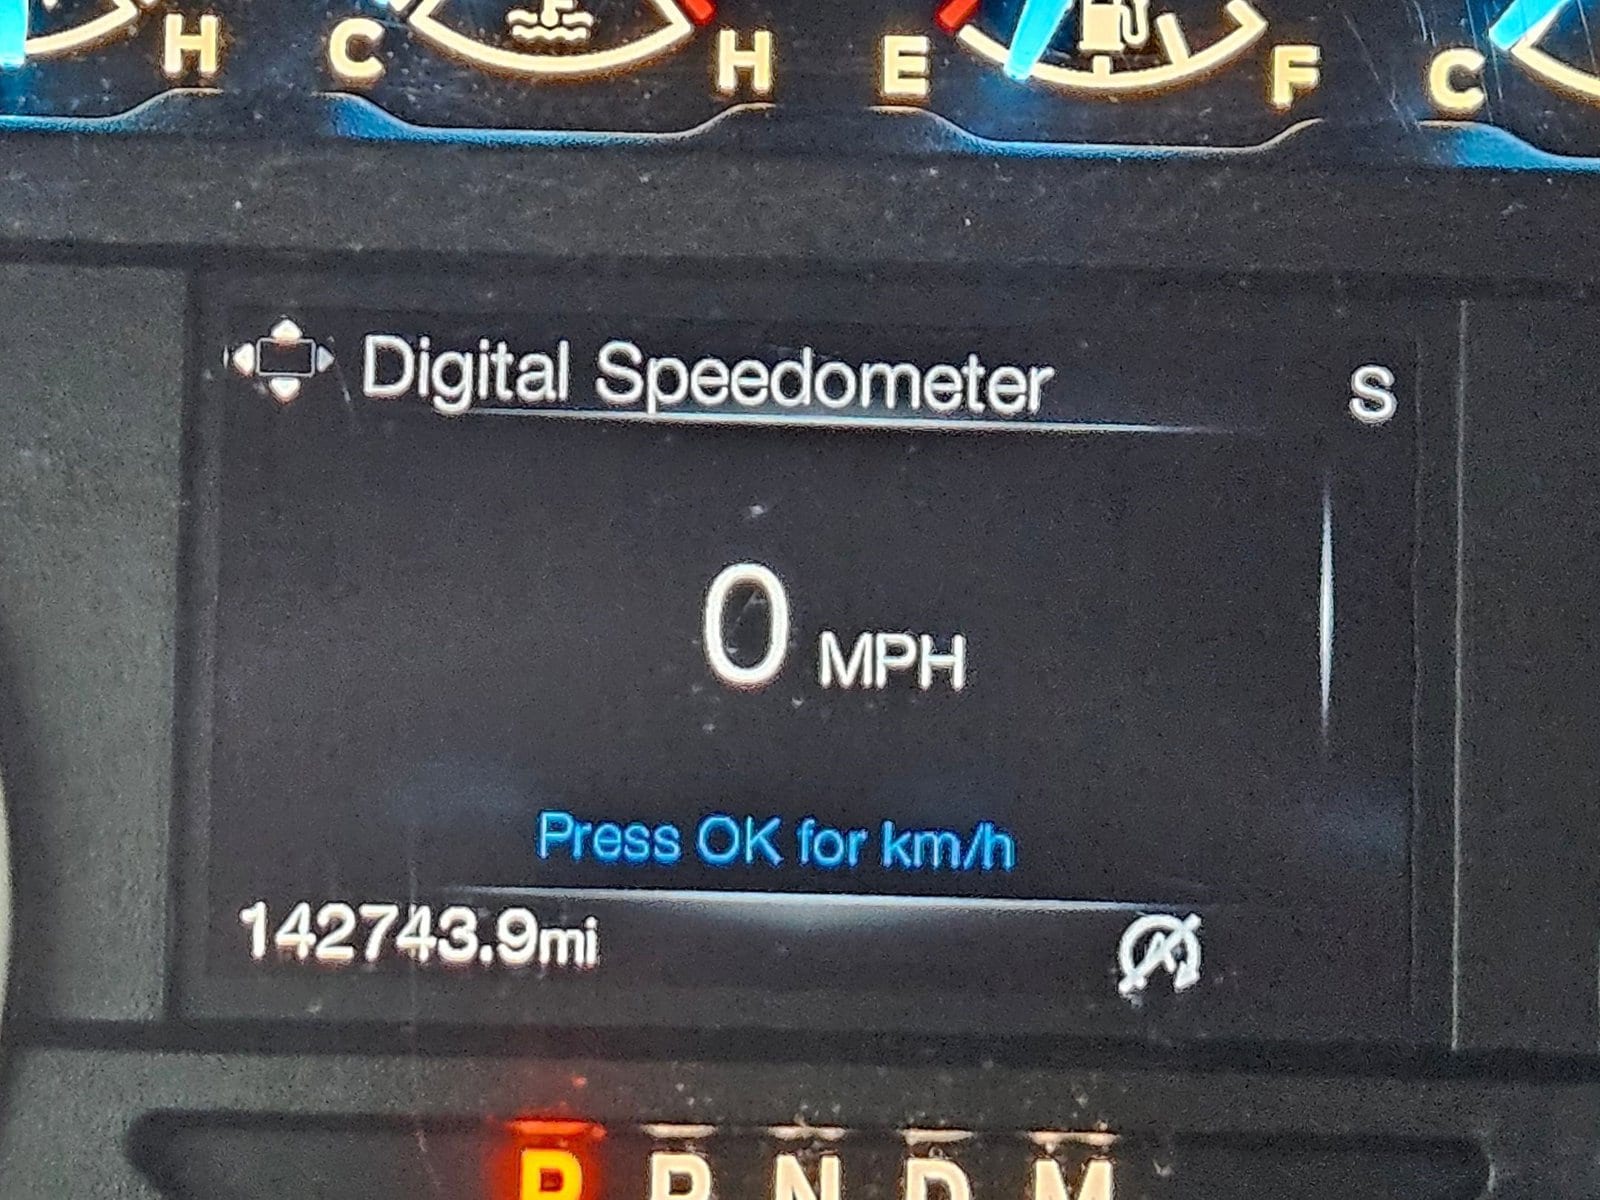 H C H E F C
Digital Speedometer S
0 MPH
Press OK for km/h
142743.9mi
P R N D M